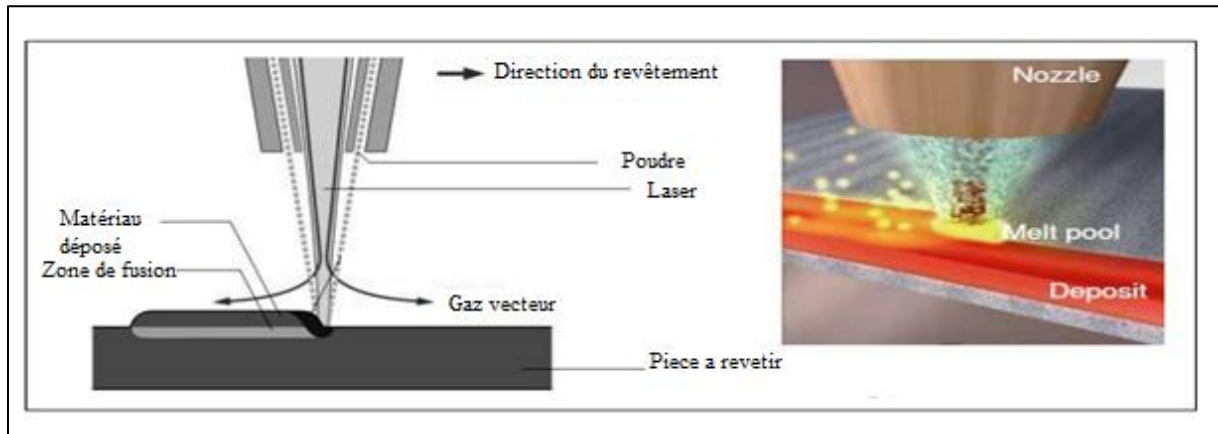 Direction du revêtement
Poudre
Laser
Matériau
déposé
Zone de fusion
Gaz vecteur
Piece a revetir
Nozzle
Melt pool
Deposit